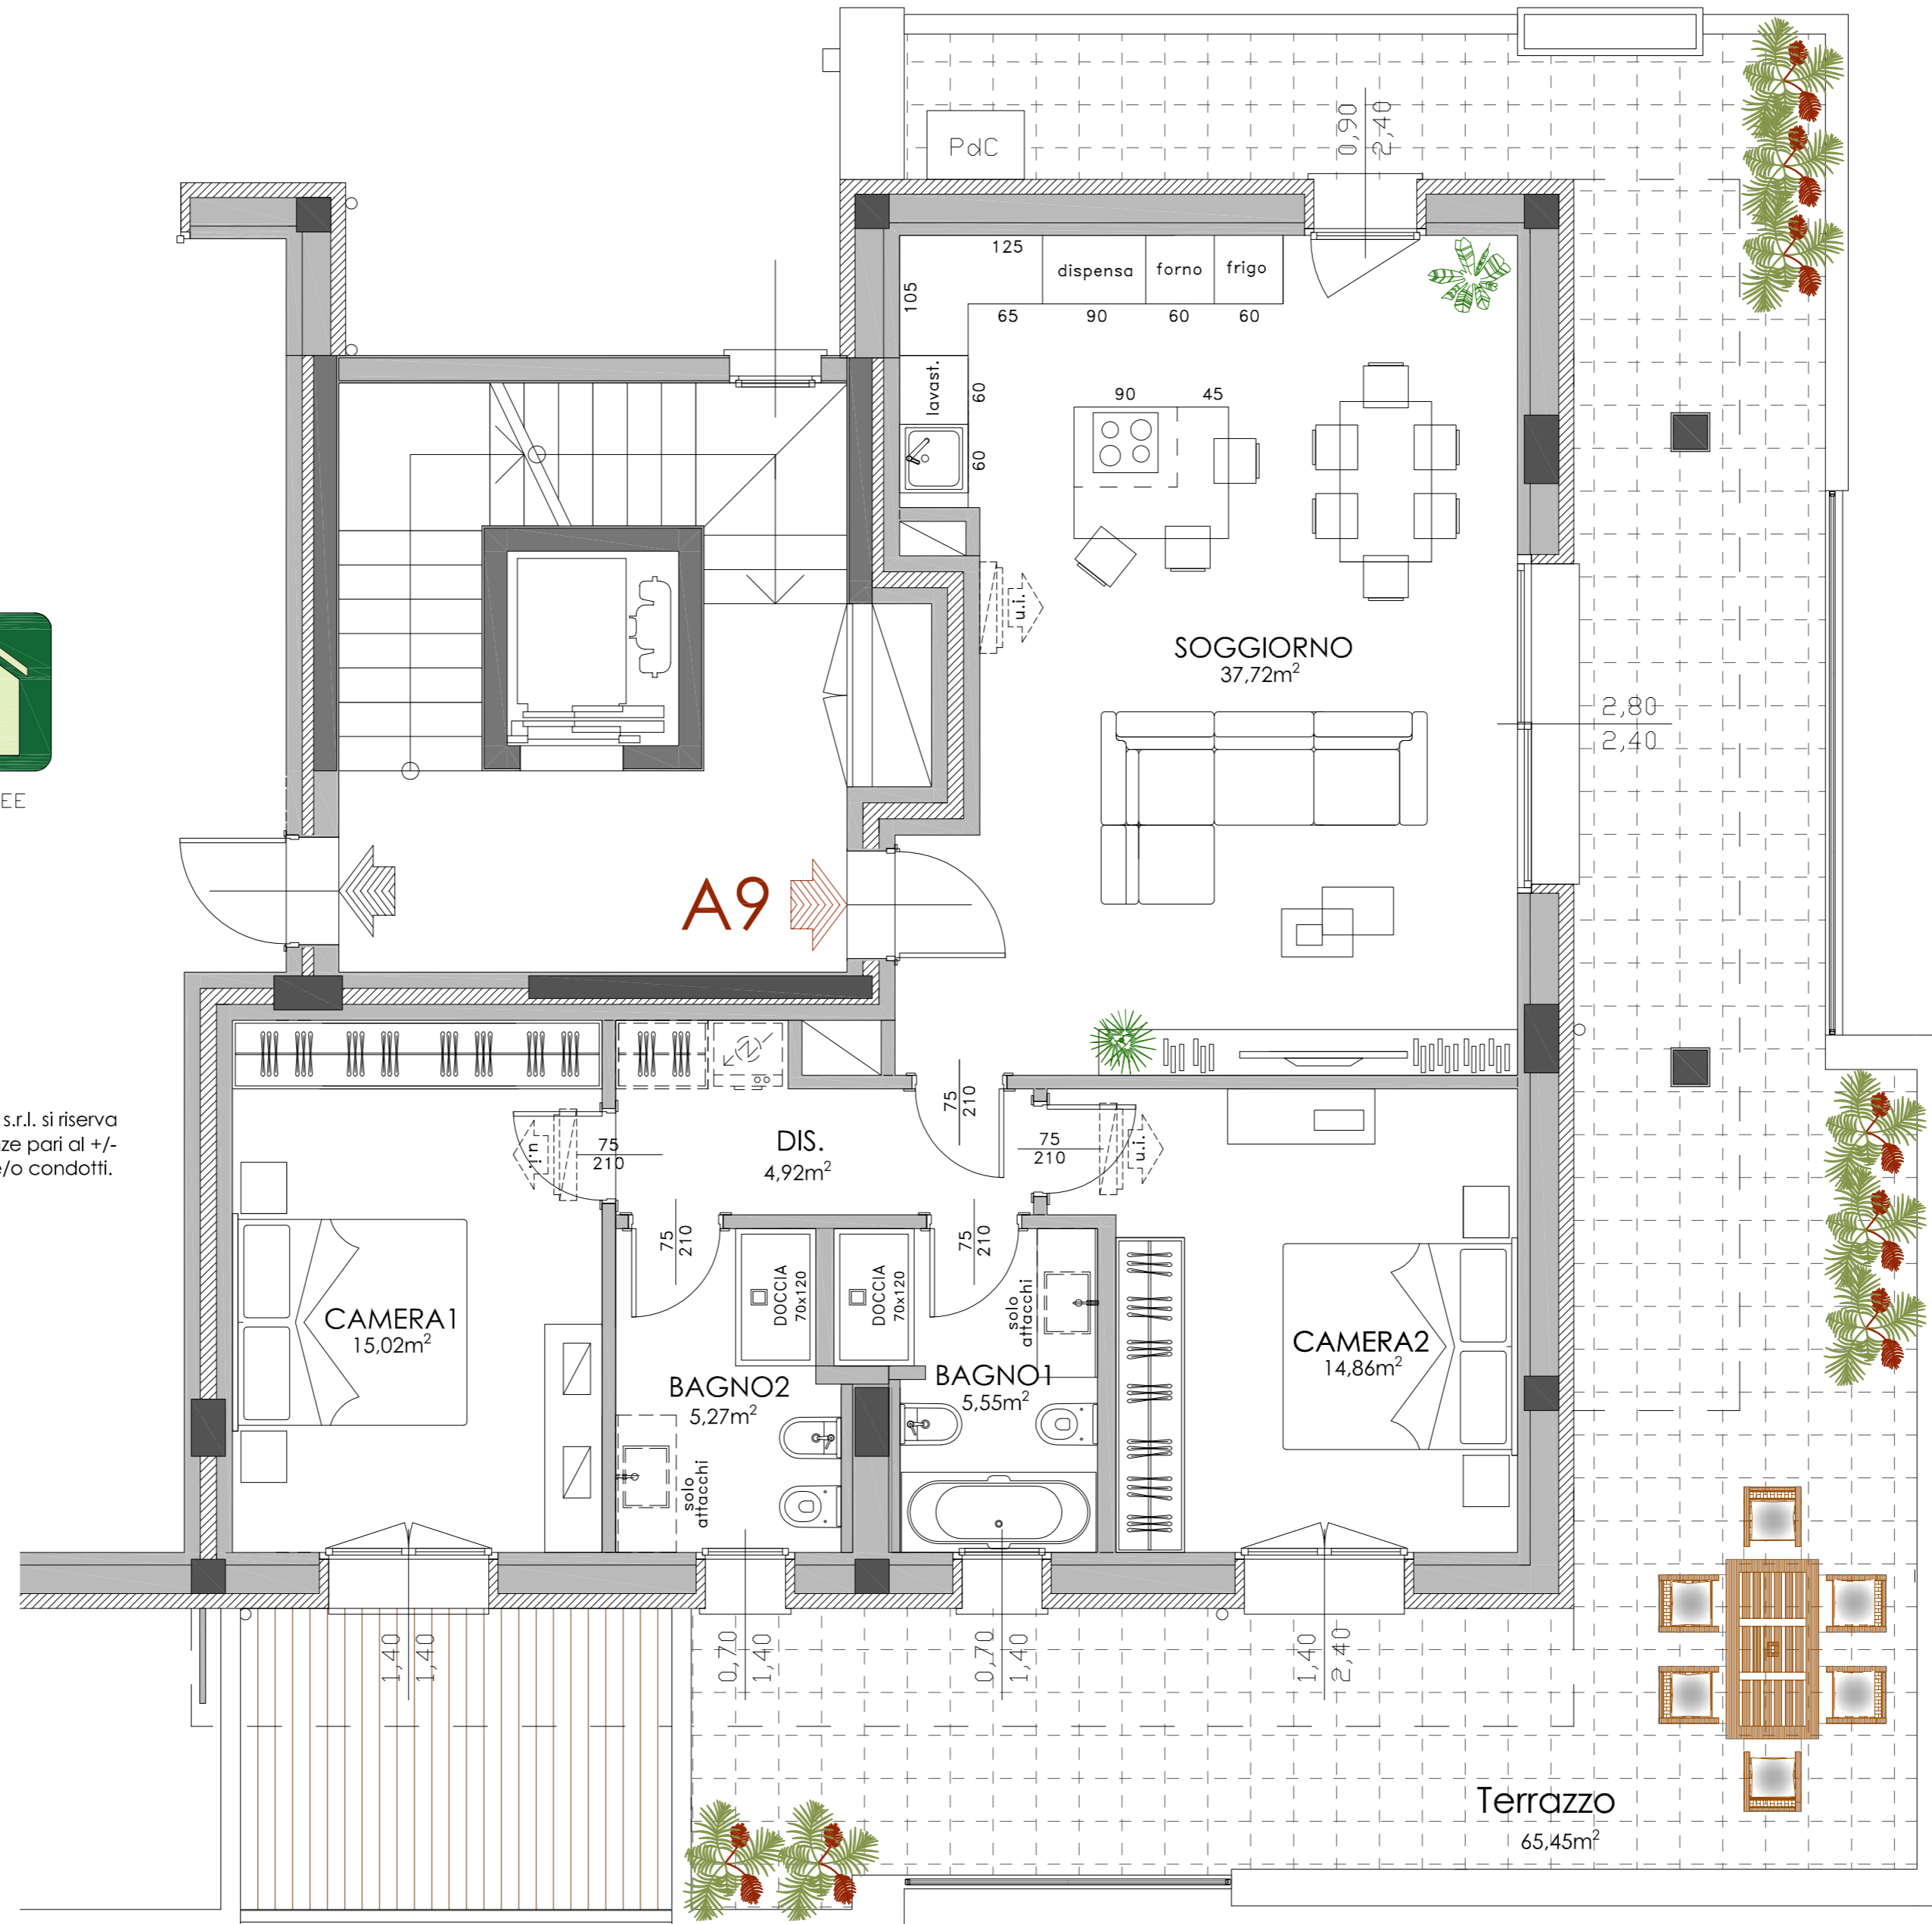 PdC
0,90
2,40
125
dispensa
forno
frigo
105
65
90
60
60
lavast.
60
60
90
45
u.i.
SOGGIORNO
37,72m²
2,80
2,40
EE
A9
s.r.l. si riserva
ze pari al +/-
e/o condotti.
75
210
75
210
75
210
u.i.
u.i.
DIS.
4,92m²
75
210
75
210
DOCCIA
70x120
DOCCIA
70x120
solo
attacchi
CAMERA1
15,02m²
CAMERA2
14,86m²
BAGNO2
5,27m²
BAGNO1
5,55m²
solo
attacchi
1,40
1,40
0,70
1,40
0,70
1,40
1,40
2,40
Terrazzo
65,45m²